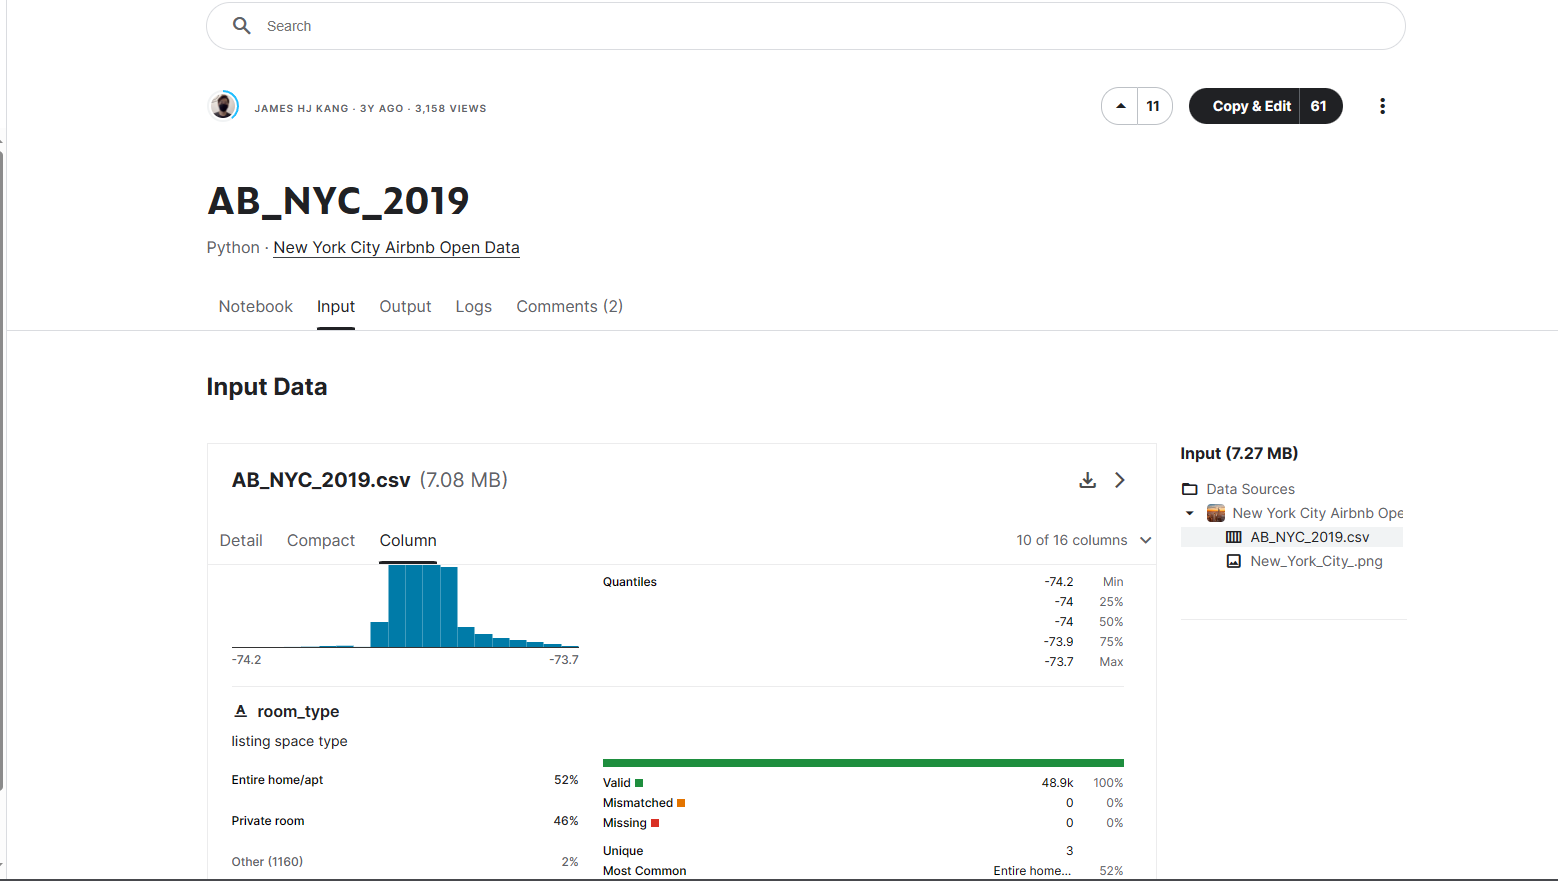 Search
JAMES HJ KANG · 3Y AGO · 3,158 VIEWS
11
Copy & Edit 61
AB_NYC_2019
Python · New York City Airbnb Open Data
Notebook Input Output Logs Comments (2)
Input Data
AB_NYC_2019.csv (7.08 MB)
Detail Compact Column
10 of 16 columns
-74.2 -73.7
Quantiles
-74.2 Min
-74 25%
-74 50%
-73.9 75%
-73.7 Max
A room_type
listing space type
Entire home/apt 52%
Private room 46%
Other (1160) 2%
Valid 48.9k 100%
Mismatched 0 0%
Missing 0 0%
Unique 3
Most Common Entire home... 52%
Input (7.27 MB)
Data Sources
New York City Airbnb Ope
AB_NYC_2019.csv
New_York_City_.png